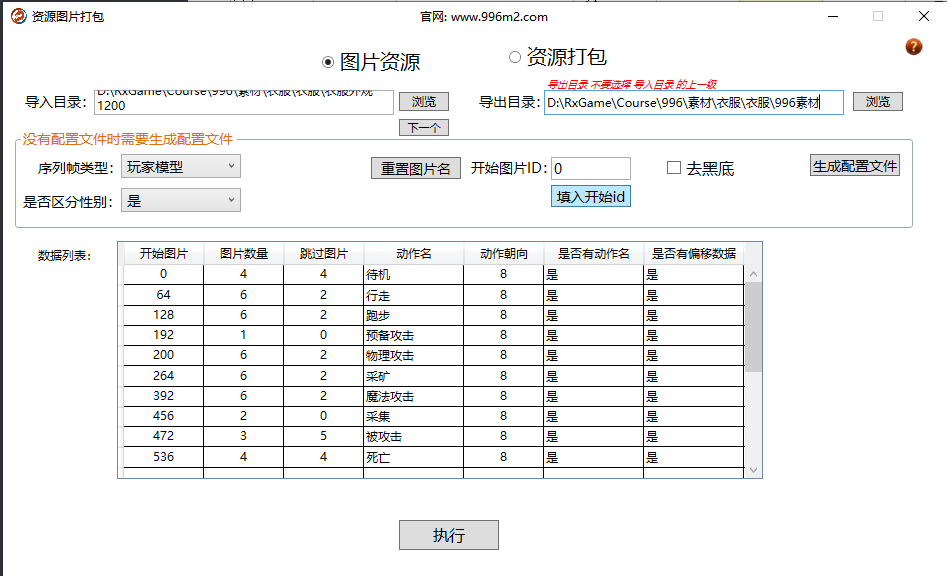 资源图片打包
官网: www.996m2.com
图片资源
资源打包
导出目录 不要选择 导入目录 的上一级
导入目录：
D:\RxGame\Course\996\素材\衣服\衣服\衣服外观
1200
浏览
导出目录：
D:\RxGame\Course\996\素材\衣服\衣服\996素材
浏览
下一个
没有配置文件时需要生成配置文件
序列帧类型：
玩家模型
重置图片名
开始图片ID：
0
去黑底
生成配置文件
是否区分性别：
是
填入开始id
数据列表：
开始图片 图片数量 跳过图片 动作名 动作朝向 是否有动作名 是否有偏移数据
0 4 4 待机 8 是 是
64 6 2 行走 8 是 是
128 6 2 跑步 8 是 是
192 1 0 预备攻击 8 是 是
200 6 2 物理攻击 8 是 是
264 6 2 采矿 8 是 是
392 6 2 魔法攻击 8 是 是
456 2 0 采集 8 是 是
472 3 5 被攻击 8 是 是
536 4 4 死亡 8 是 是
执行